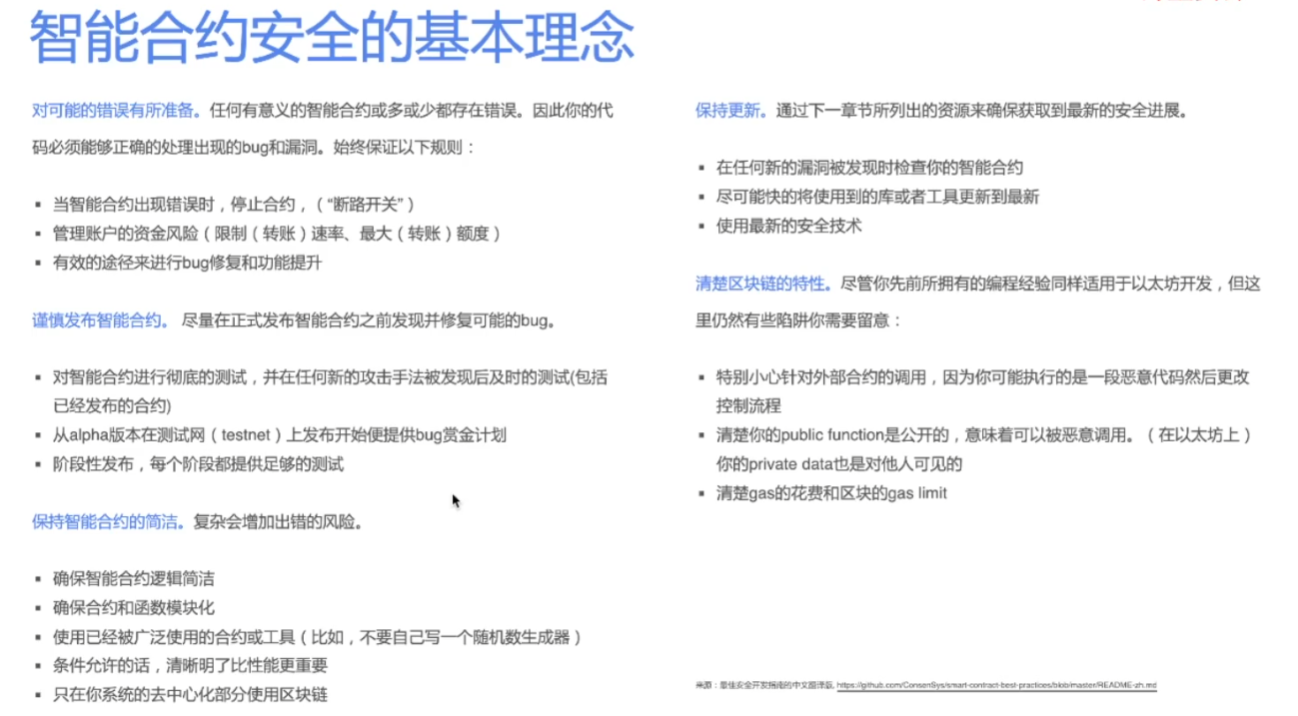 智能合约安全的基本理念
对可能的错误有所准备。任何有意义的智能合约或多或少都存在错误。因此你的代
码必须能够正确的处理出现的bug和漏洞。始终保证以下规则：
▪ 当智能合约出现错误时，停止合约，（“断路开关”）
▪ 管理账户的资金风险（限制（转账）速率、最大（转账）额度）
▪ 有效的途径来进行bug修复和功能提升
谨慎发布智能合约。 尽量在正式发布智能合约之前发现并修复可能的bug。
▪ 对智能合约进行彻底的测试，并在任何新的攻击手法被发现后及时的测试(包括
已经发布的合约)
▪ 从alpha版本在测试网（testnet）上发布开始便提供bug赏金计划
▪ 阶段性发布，每个阶段都提供足够的测试
保持智能合约的简洁。复杂会增加出错的风险。
▪ 确保智能合约逻辑简洁
▪ 确保合约和函数模块化
▪ 使用已经被广泛使用的合约或工具（比如，不要自己写一个随机数生成器）
▪ 条件允许的话，清晰明了比性能更重要
▪ 只在你系统的去中心化部分使用区块链
保持更新。通过下一章节所列出的资源来确保获取到最新的安全进展。
▪ 在任何新的漏洞被发现时检查你的智能合约
▪ 尽可能快的将使用到的库或者工具更新到最新
▪ 使用最新的安全技术
清楚区块链的特性。尽管你先前所拥有的编程经验同样适用于以太坊开发，但这
里仍然有些陷阱你需要留意：
▪ 特别小心针对外部合约的调用，因为你可能执行的是一段恶意代码然后更改
控制流程
▪ 清楚你的public function是公开的，意味着可以被恶意调用。（在以太坊上）
你的private data也是对他人可见的
▪ 清楚gas的花费和区块的gas limit
来源：最佳安全开发指南的中文翻译版, https://github.com/ConsenSys/smart-contract-best-practices/blob/master/README-zh.md